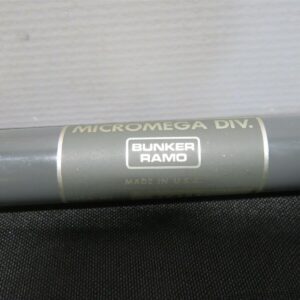 MICROMEGA DIV.
BUNKER
RAMO
MADE IN U.S.A.